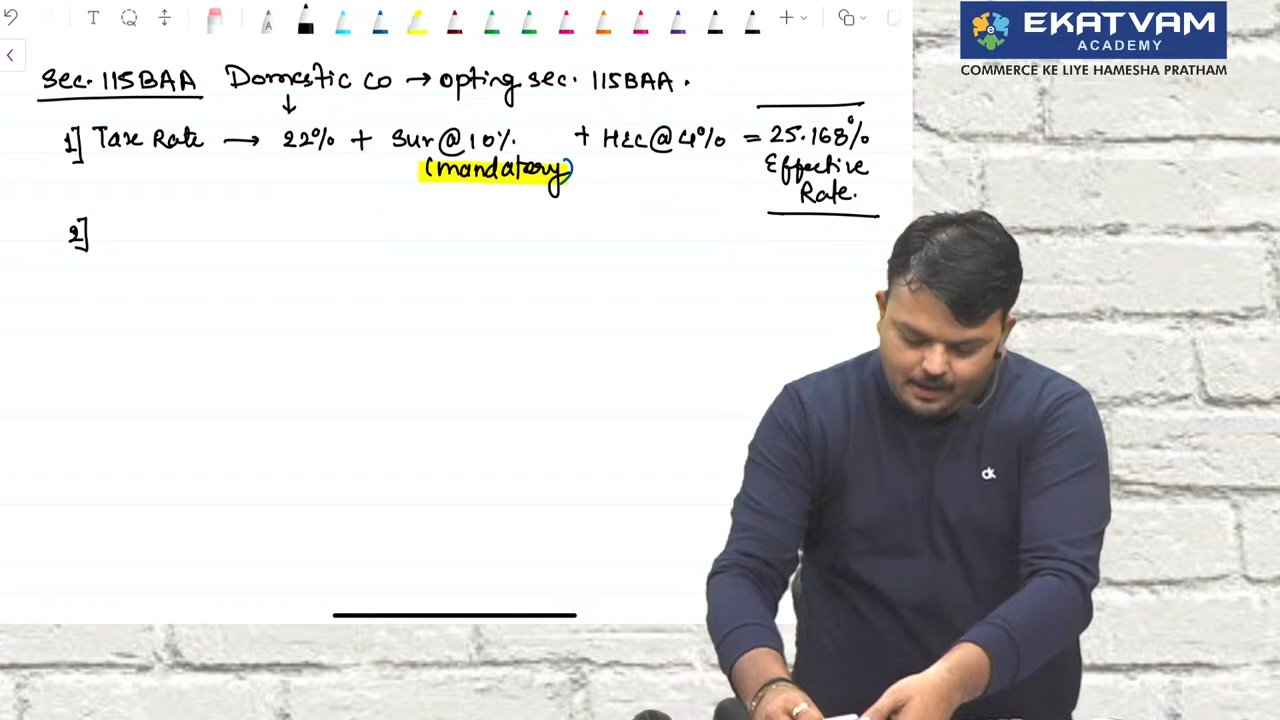 EKATVAM
ACADEMY
COMMERCE KE LIYE HAMESHA PRATHAM
Sec. 115BAA Domestic Co → opting sec. 115BAA.
1] Tax Rate → 22% + Sur@10% + H&C@4% = 25.168%
(mandatory) Effective
Rate.
2]
dk